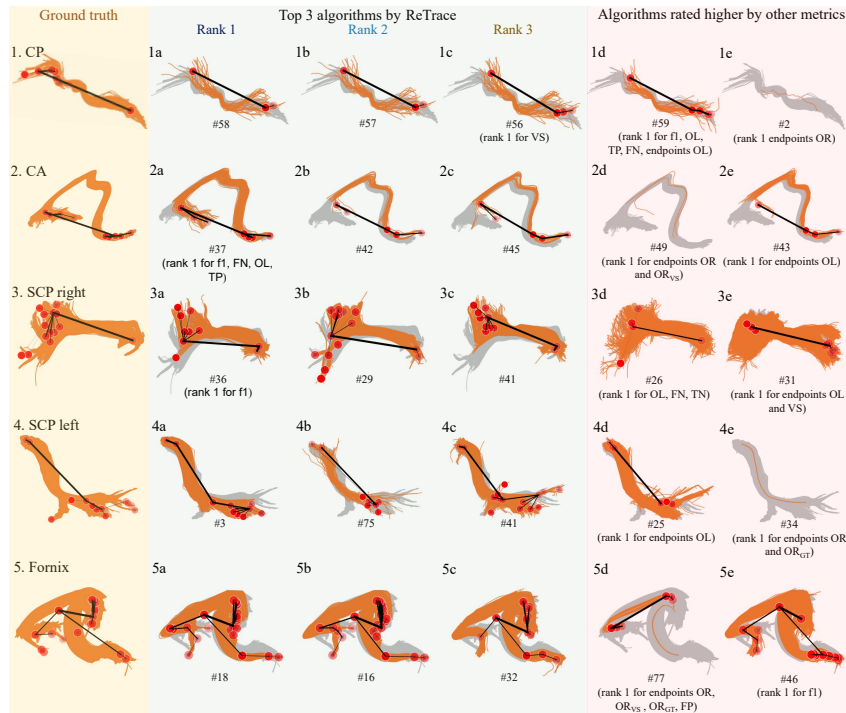 Ground truth
Top 3 algorithms by ReTrace
Algorithms rated higher by other metrics
Rank 1
Rank 2
Rank 3
1. CP
1a
1b
1c
1d
1e
#58
#57
#56
(rank 1 for VS)
#59
(rank 1 for f1, OL,
TP, FN, endpoints OL)
#2
(rank 1 endpoints OR)
2. CA
2a
2b
2c
2d
2e
#37
(rank 1 for f1, FN, OL,
TP)
#42
#45
#49
(rank 1 for endpoints OR
and ORVS)
#43
(rank 1 for endpoints OL)
3. SCP right
3a
3b
3c
3d
3e
#36
(rank 1 for f1)
#29
#41
#26
(rank 1 for OL, FN, TN)
#31
(rank 1 for endpoints OL
and VS)
4. SCP left
4a
4b
4c
4d
4e
#3
#75
#41
#25
(rank 1 for endpoints OL)
#34
(rank 1 for endpoints OR
and ORGT)
5. Fornix
5a
5b
5c
5d
5e
#18
#16
#32
#77
(rank 1 for endpoints OR,
ORVS , ORGT, FP)
#46
(rank 1 for f1)